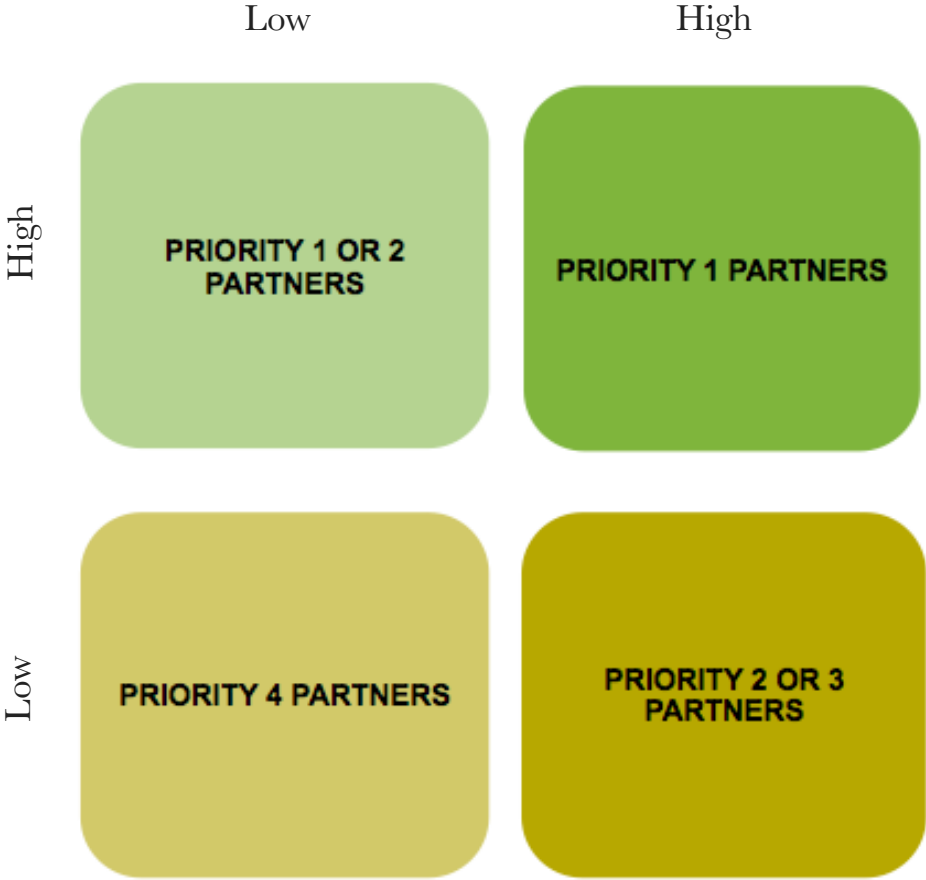 Low
High
High
PRIORITY 1 OR 2
PARTNERS
PRIORITY 1 PARTNERS
Low
PRIORITY 4 PARTNERS
PRIORITY 2 OR 3
PARTNERS